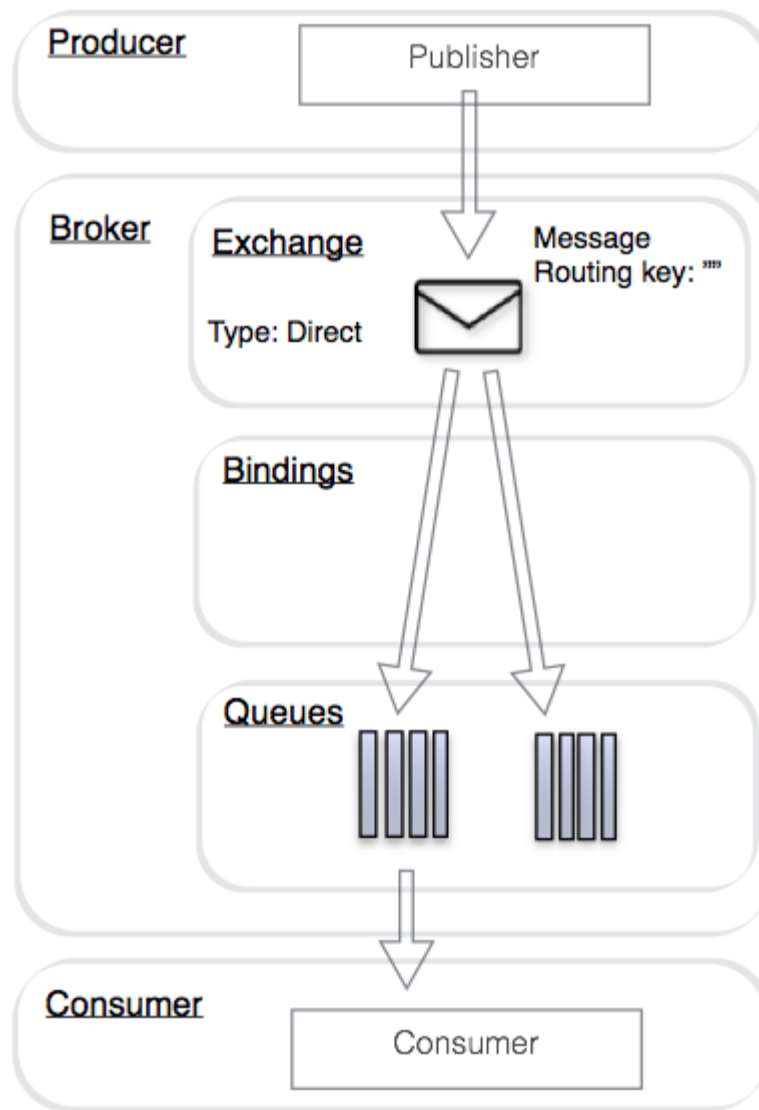 Producer
Publisher
Broker
Exchange
Message
Routing key: ””
Type: Direct
Bindings
Queues
Consumer
Consumer